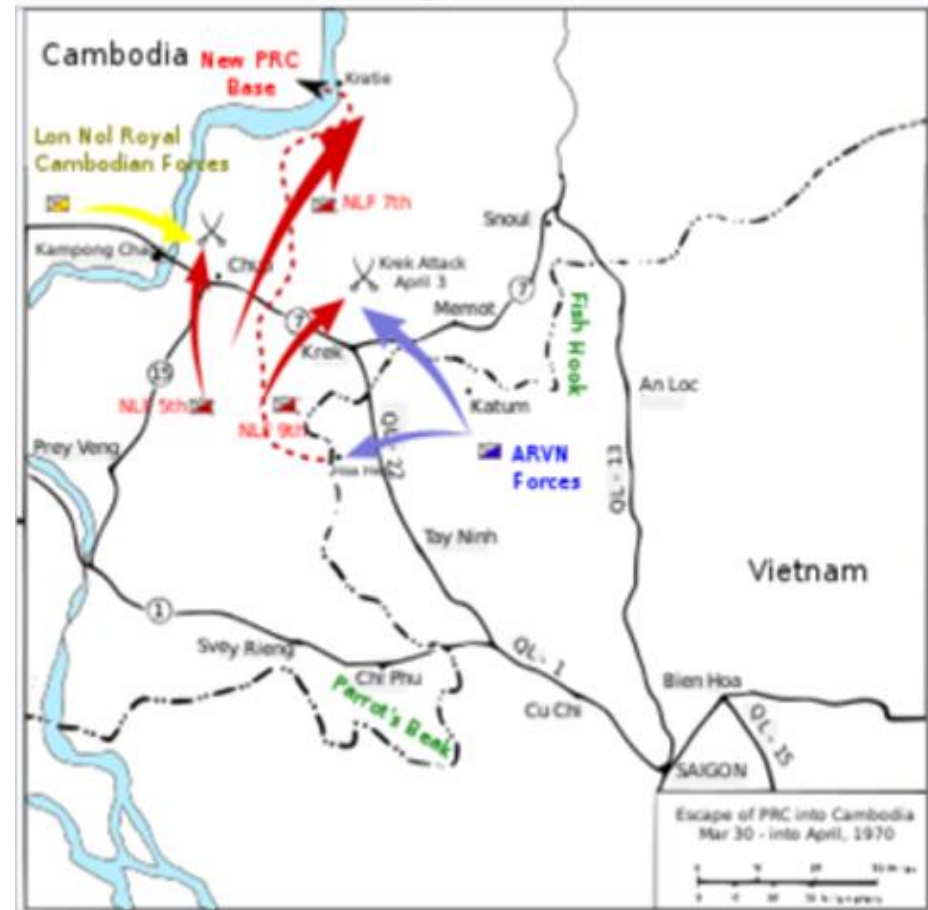 Cambodia
New PRC
Base
Kratie
Lon Nol Royal
Cambodian Forces
NLF 7th
Snoul
Kampong Cha
Chup
Krek Attack
April 3
7
Memot
7
Krek
Fish Hook
15
An Loc
Katum
NLF 5th
NLF 9th
QL - 22
Prey Veng
ARVN
Forces
QL - 13
Tay Ninh
Vietnam
1
Svey Rieng
QL - 1
Chi Phu
Bien Hoa
Parrot's Beak
Cu Chi
QL - 15
SAIGON
Escape of PRC into Cambodia
Mar 30 - into April, 1970